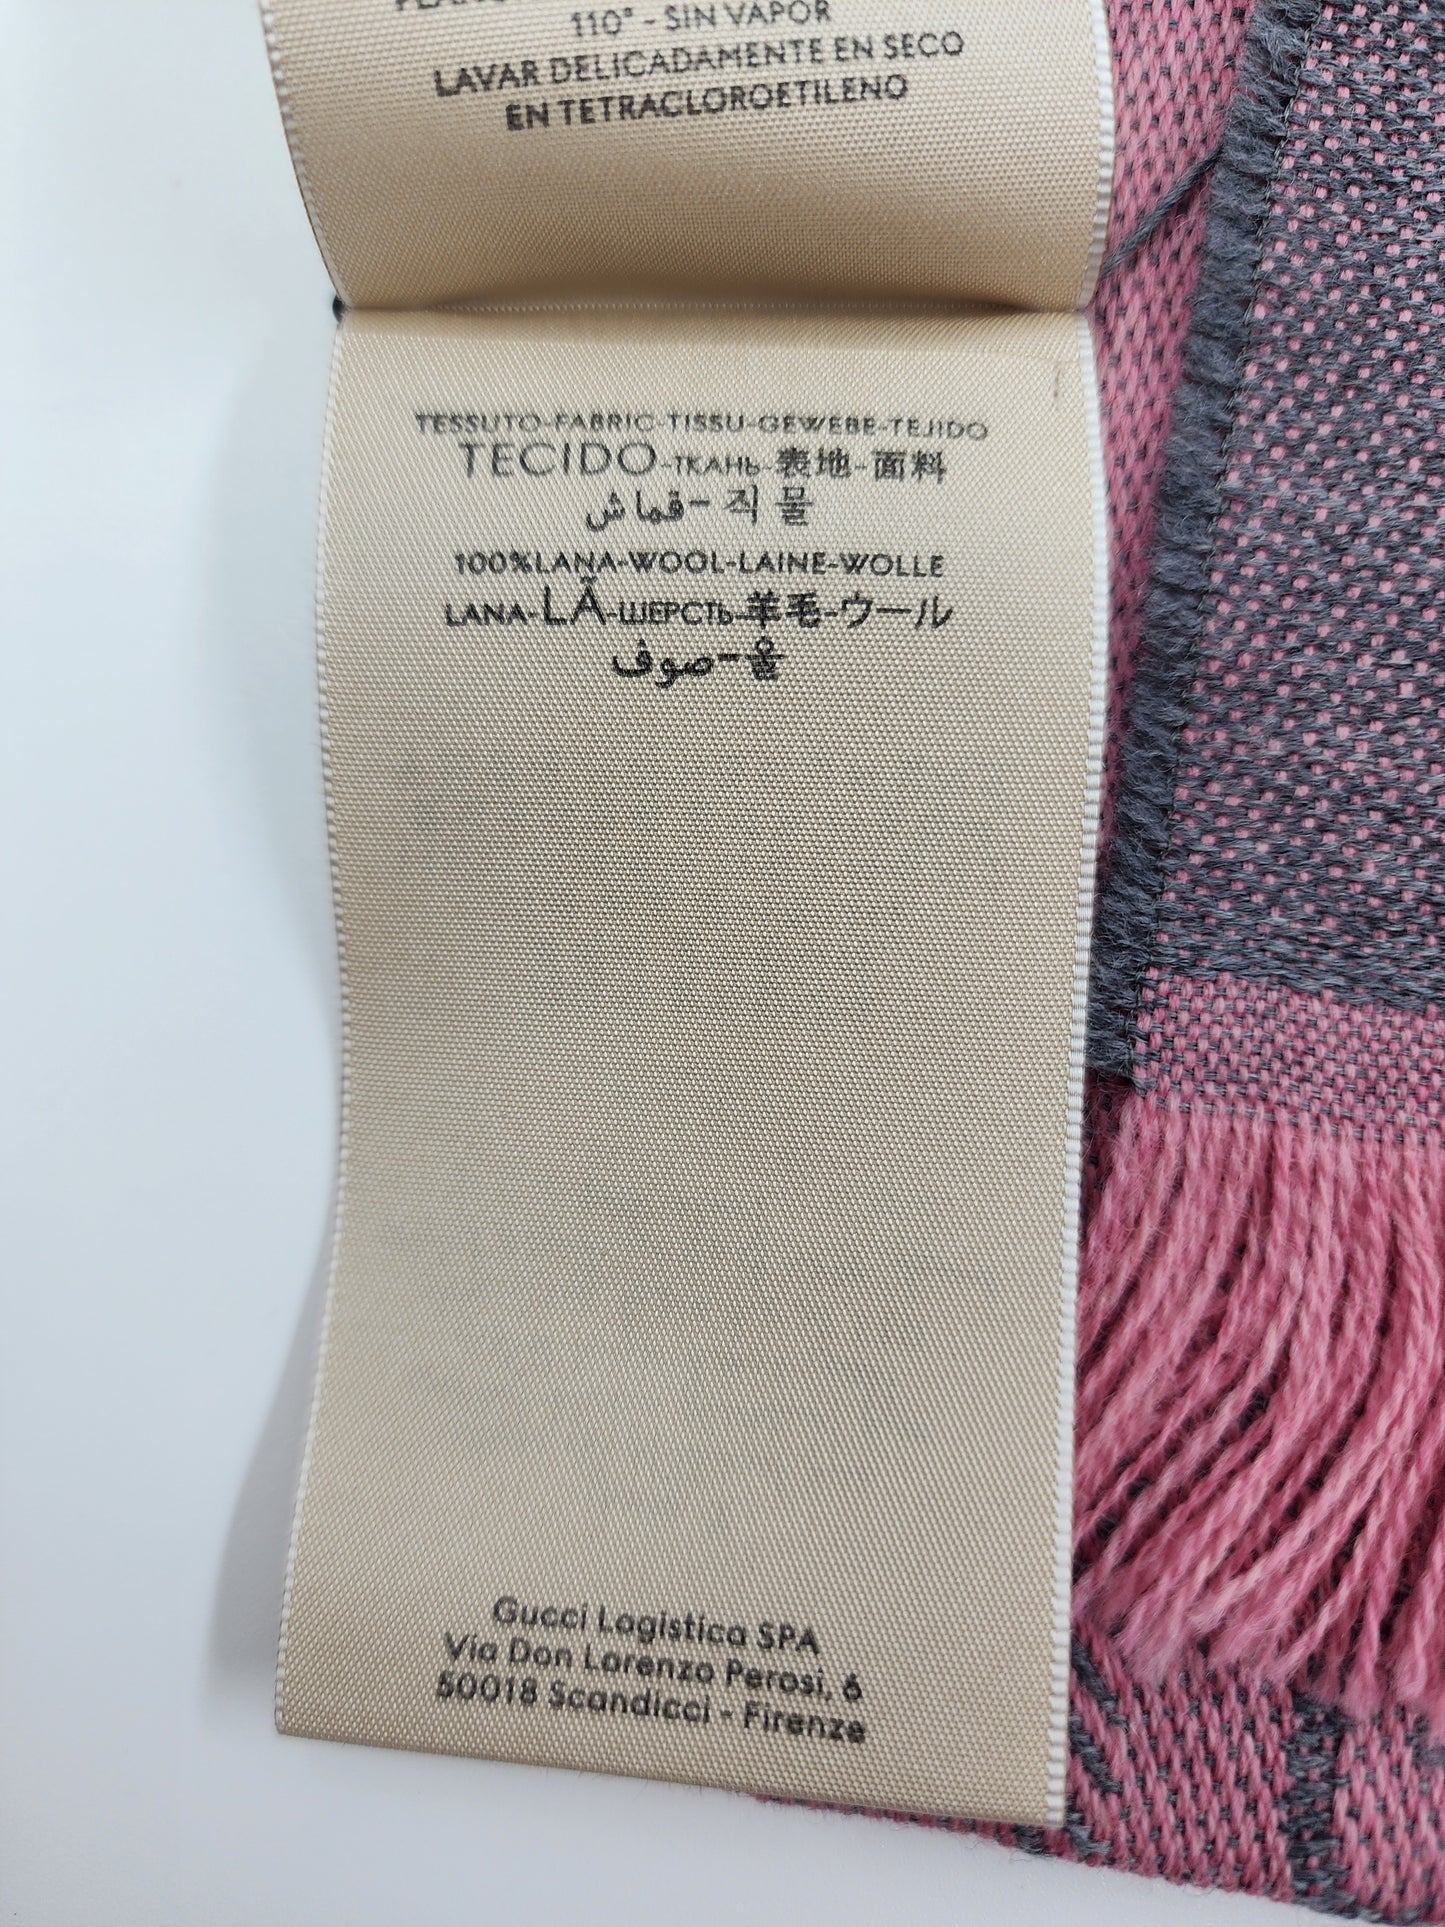 110° - SIN VAPOR
LAVAR DELICADAMENTE EN SECO
EN TETRACLOROETILENO
TESSUTO-FABRIC-TISSU-GEWEBE-TEJIDO
TECIDO-ТКАНЬ-表地-面料
قماش-직물
100%LANA-WOOL-LAINE-WOLLE
LANA-LÃ-ШЕРСТЬ-羊毛-ウール
صوف-울
Gucci Logistica SPA
Via Don Lorenzo Perosi, 6
50018 Scandicci - Firenze